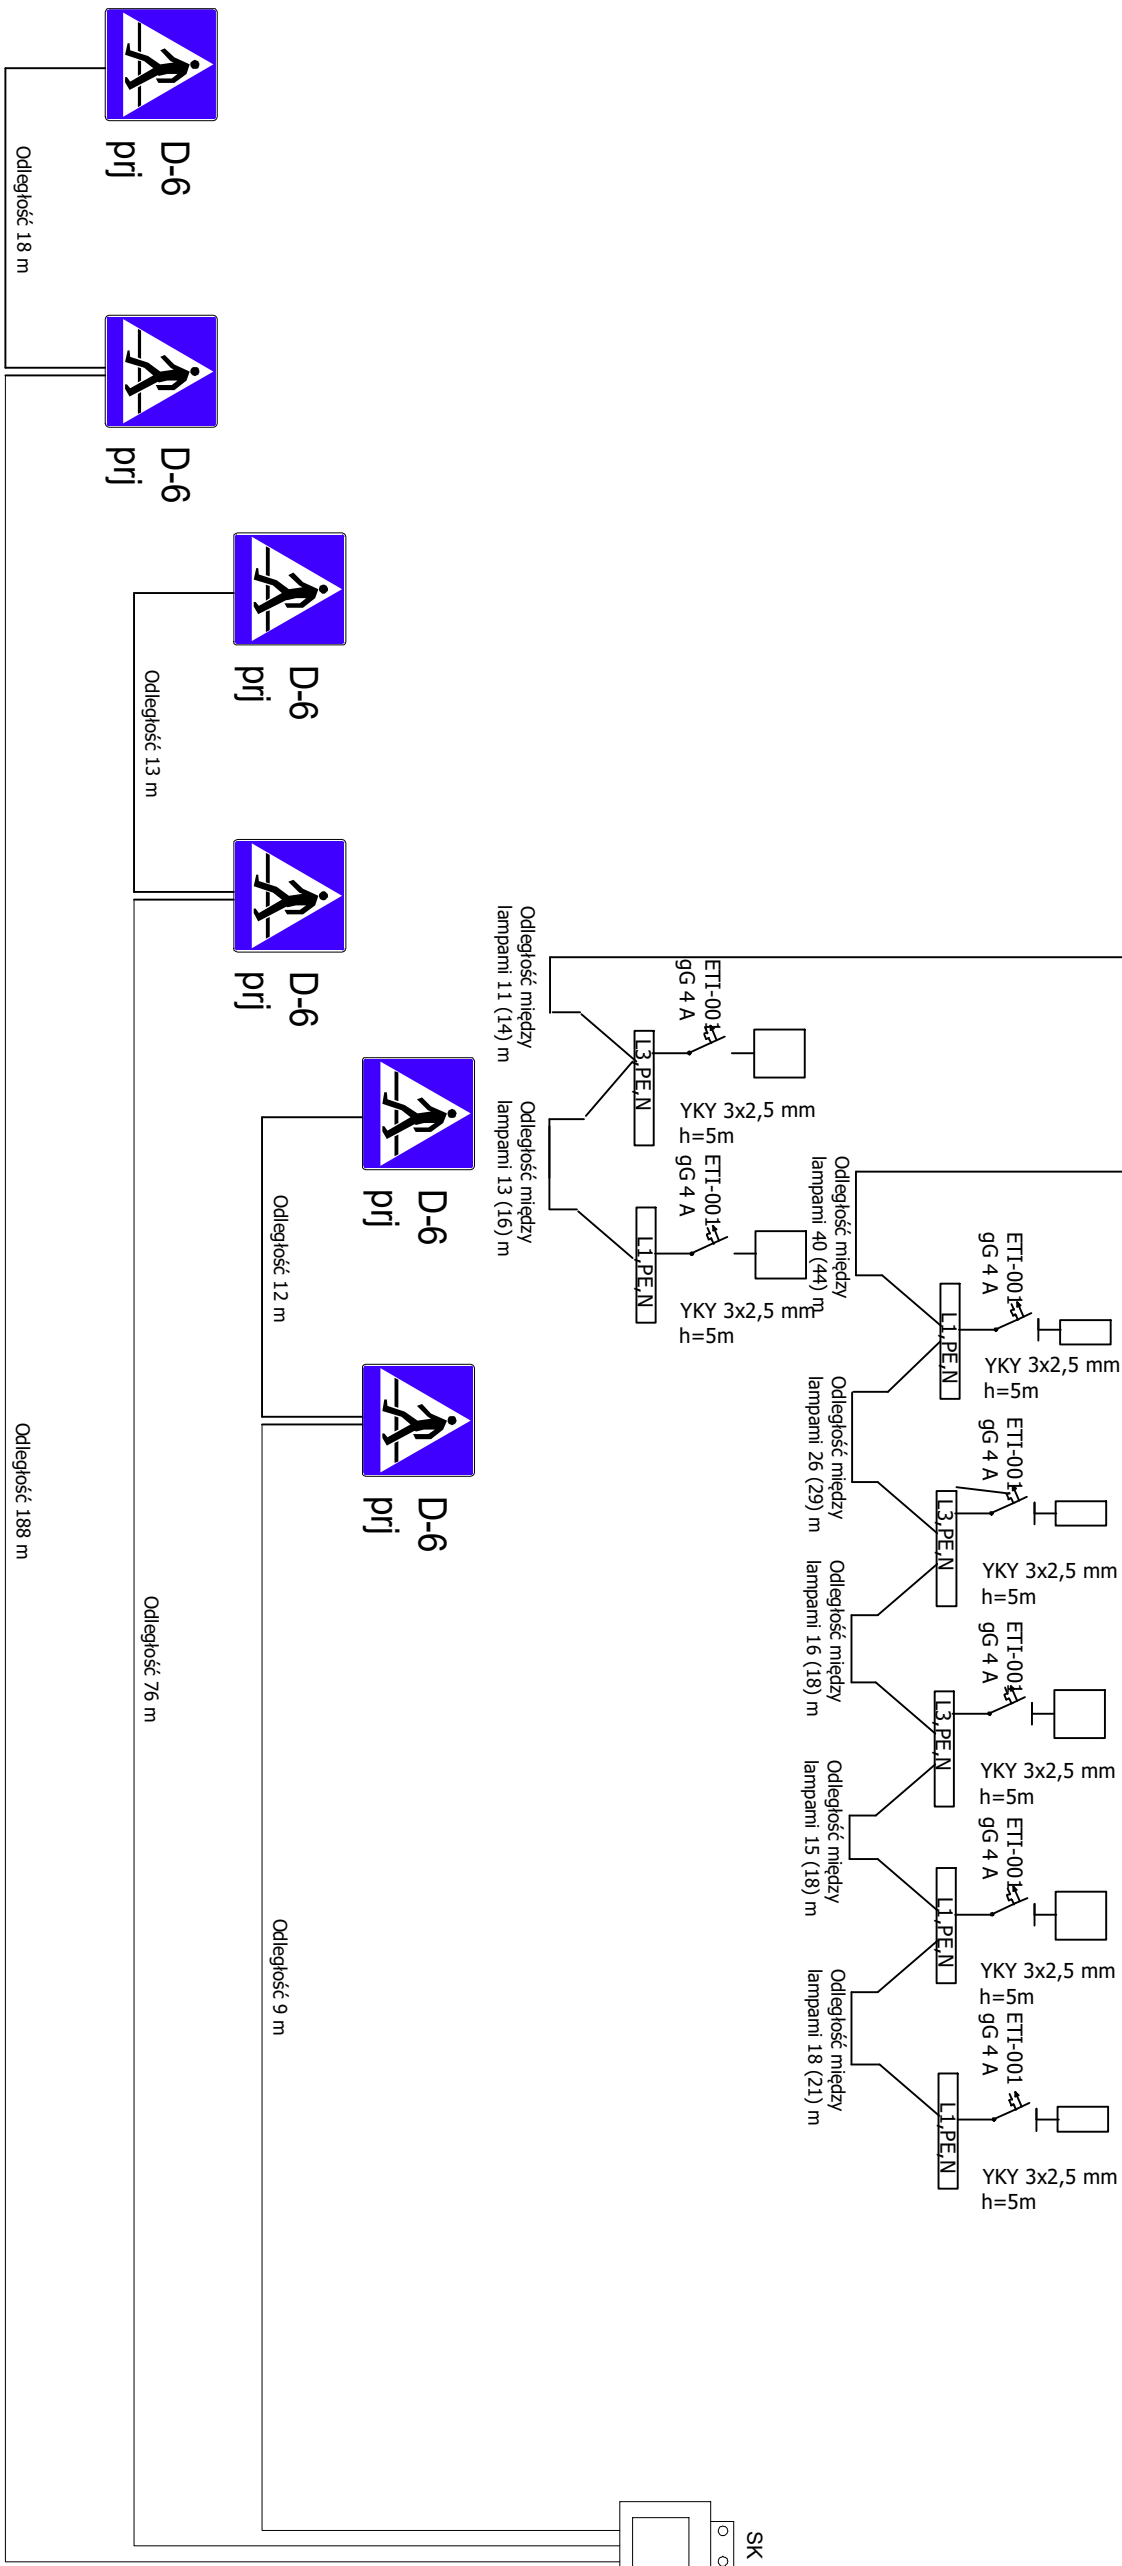 D-6
prj
Odległość 18 m
D-6
prj
D-6
prj
Odległość 13 m
D-6
prj
D-6
prj
Odległość 12 m
D-6
prj
Odległość 188 m
Odległość 76 m
Odległość 9 m
Odległość między
lampami 11 (14) m
ETI-001
gG 4 A
L3,PE,N
YKY 3x2,5 mm
h=5m
Odległość między
lampami 13 (16) m
ETI-001
gG 4 A
L1,PE,N
YKY 3x2,5 mm
h=5m
Odległość między
lampami 40 (44) m
ETI-001
gG 4 A
L1,PE,N
YKY 3x2,5 mm
h=5m
Odległość między
lampami 26 (29) m
ETI-001
gG 4 A
L3,PE,N
YKY 3x2,5 mm
h=5m
Odległość między
lampami 16 (18) m
ETI-001
gG 4 A
L3,PE,N
YKY 3x2,5 mm
h=5m
Odległość między
lampami 15 (18) m
ETI-001
gG 4 A
L1,PE,N
YKY 3x2,5 mm
h=5m
Odległość między
lampami 18 (21) m
ETI-001
gG 4 A
L1,PE,N
YKY 3x2,5 mm
h=5m
SK